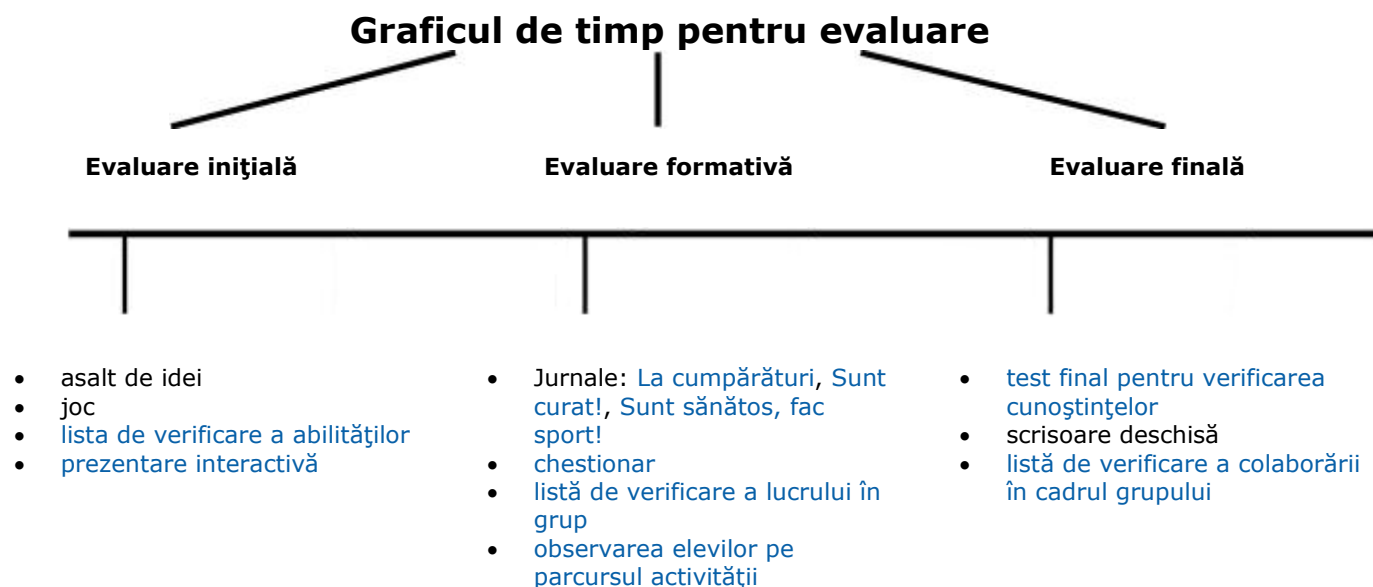 Graficul de timp pentru evaluare
Evaluare iniţială
Evaluare formativă
Evaluare finală
• asalt de idei
• joc
• lista de verificare a abilităţilor
• prezentare interactivă
• Jurnale: La cumpărături, Sunt
curat!, Sunt sănătos, fac
sport!
• chestionar
• listă de verificare a lucrului în
grup
• observarea elevilor pe
parcursul activităţii
• test final pentru verificarea
cunoştinţelor
• scrisoare deschisă
• listă de verificare a colaborării
în cadrul grupului